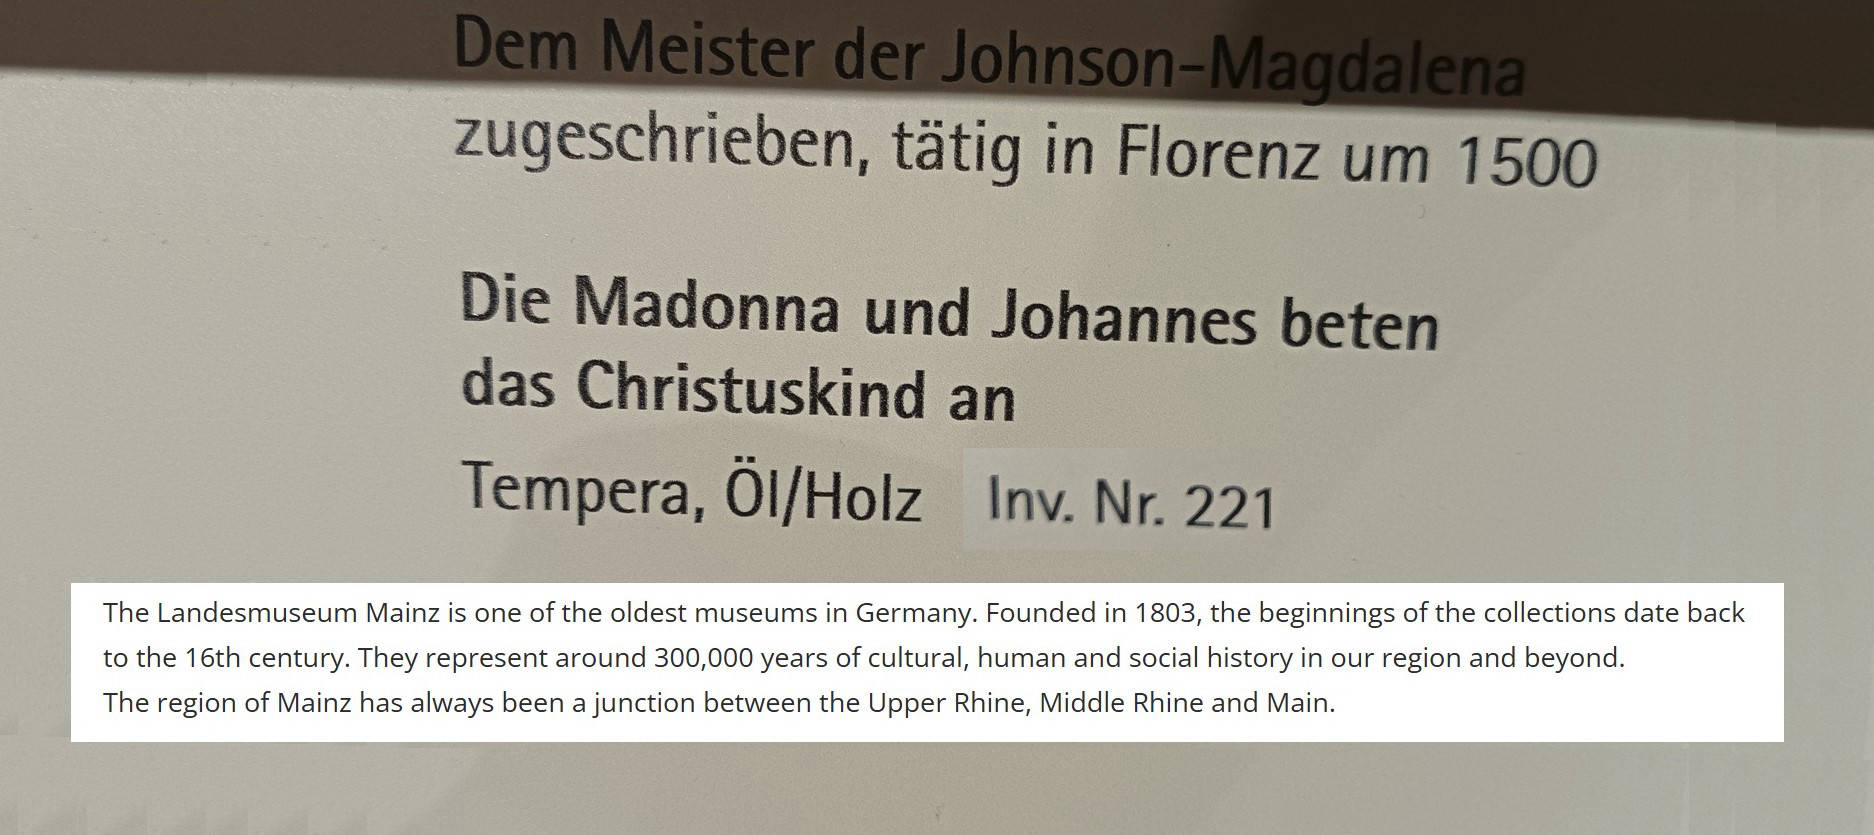 Dem Meister der Johnson-Magdalena
zugeschrieben, tätig in Florenz um 1500
Die Madonna und Johannes beten
das Christuskind an
Tempera, Öl/Holz Inv. Nr. 221
The Landesmuseum Mainz is one of the oldest museums in Germany. Founded in 1803, the beginnings of the collections date back
to the 16th century. They represent around 300,000 years of cultural, human and social history in our region and beyond.
The region of Mainz has always been a junction between the Upper Rhine, Middle Rhine and Main.